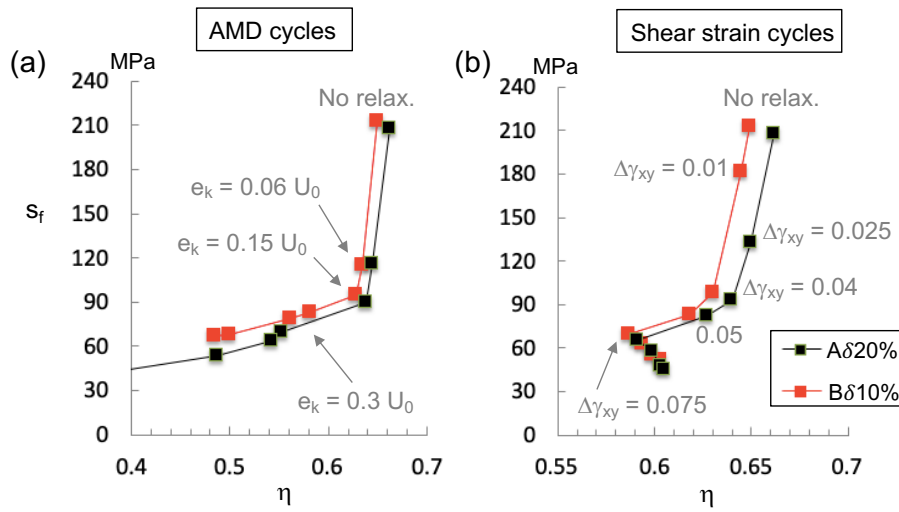 AMD cycles
Shear strain cycles
(a)
MPa
240
210
180
150
120
90
60
30
0
s_f
No relax.
e_k = 0.06 U_0
e_k = 0.15 U_0
e_k = 0.3 U_0
0.4
0.5
0.6
0.7
η
(b)
MPa
240
210
180
150
120
90
60
30
0
No relax.
Δγ_xy = 0.01
Δγ_xy = 0.025
Δγ_xy = 0.04
0.05
Δγ_xy = 0.075
Aδ20%
Bδ10%
0.55
0.6
0.65
0.7
η